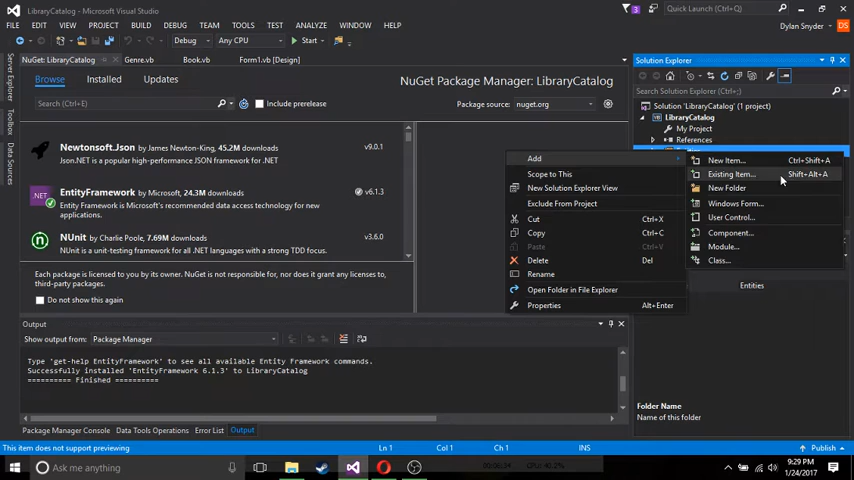 LibraryCatalog - Microsoft Visual Studio
3
Quick Launch (Ctrl+Q)
FILE EDIT VIEW PROJECT BUILD DEBUG TEAM TOOLS TEST ANALYZE WINDOW HELP
Dylan Snyder DS
Debug Any CPU Start
Server Explorer
Toolbox
NuGet: LibraryCatalog Genre.vb Book.vb Form1.vb [Design]
Browse Installed Updates
NuGet Package Manager: LibraryCatalog
Search (Ctrl+E)
Include prerelease
Package source: nuget.org
Newtonsoft.Json by James Newton-King, 45.2M downloads v9.0.1
Json.NET is a popular high-performance JSON framework for .NET
.NET
EntityFramework by Microsoft, 24.3M downloads v6.1.3
Entity Framework is Microsoft's recommended data access technology for new
applications.
NUnit by Charlie Poole, 7.69M downloads v3.6.0
NUnit is a unit-testing framework for all .NET languages with a strong TDD focus.
Each package is licensed to you by its owner. NuGet is not responsible for, nor does it grant any licenses to,
third-party packages.
Do not show this again
Output
Show output from: Package Manager
Type 'get-help EntityFramework' to see all available Entity Framework commands.
Successfully installed 'EntityFramework 6.1.3' to LibraryCatalog
========== Finished ==========
Package Manager Console Data Tools Operations Error List Output
Solution Explorer
Search Solution Explorer (Ctrl+;)
Solution 'LibraryCatalog' (1 project)
LibraryCatalog
My Project
References
Add
Scope to This
New Solution Explorer View
Exclude From Project
Cut Ctrl+X
Copy Ctrl+C
Paste Ctrl+V
Delete Del
Rename
Open Folder in File Explorer
Properties Alt+Enter
New Item... Ctrl+Shift+A
Existing Item... Shift+Alt+A
New Folder
Windows Form...
User Control...
Component...
Module...
Class...
Entities
Folder Name
Name of this folder
This item does not support previewing Ln 1 Col 1 Ch 1 INS Publish
Ask me anything
9:29 PM
1/24/2017